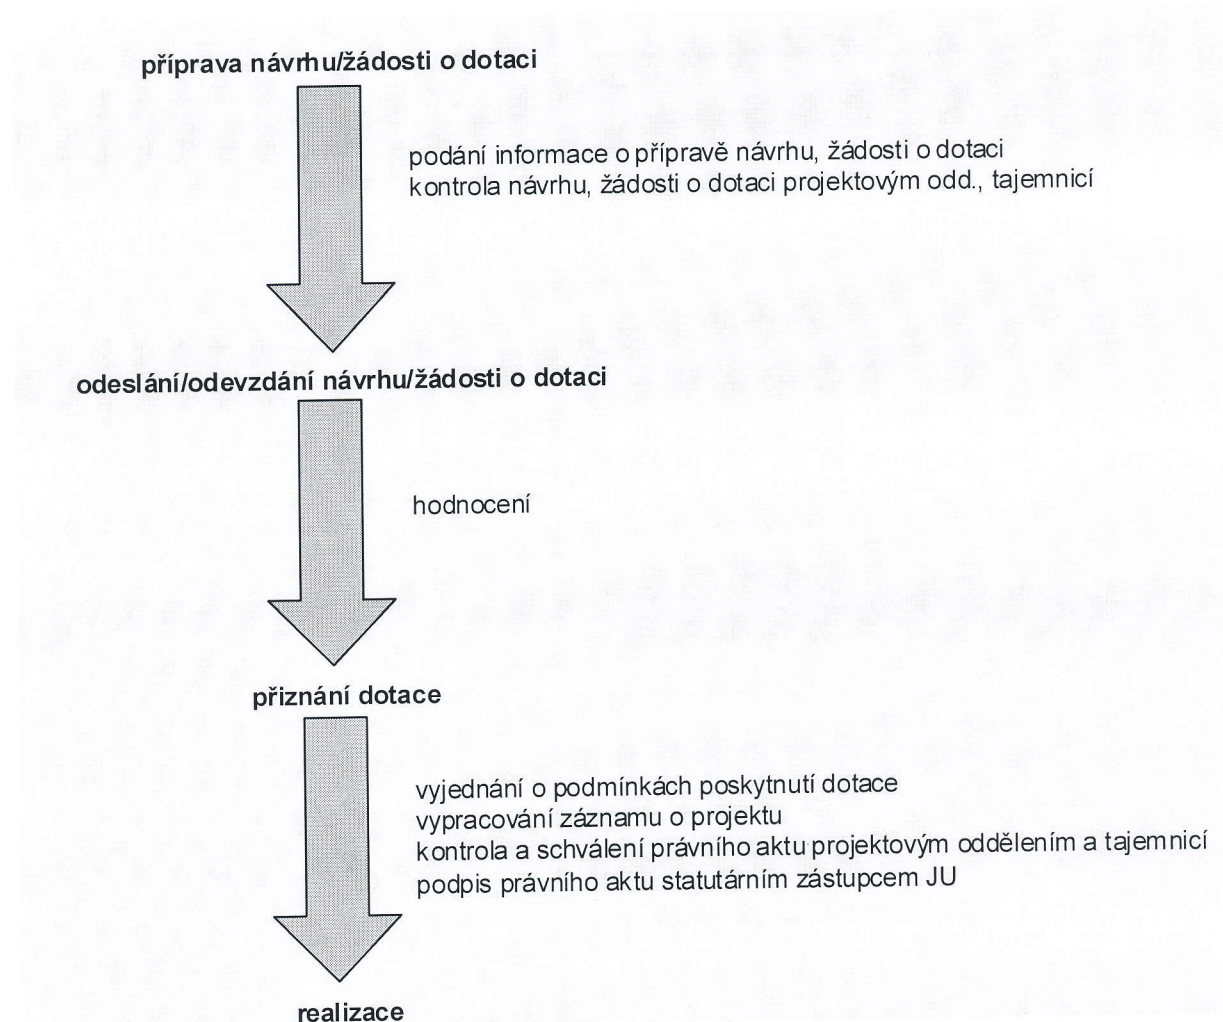 příprava návrhu/žádosti o dotaci
podání informace o přípravě návrhu, žádosti o dotaci
kontrola návrhu, žádosti o dotaci projektovým odd., tajemnicí
odeslání/odevzdání návrhu/žádosti o dotaci
hodnocení
přiznání dotace
vyjednání o podmínkách poskytnutí dotace
vypracování záznamu o projektu
kontrola a schválení právního aktu projektovým oddělením a tajemnicí
podpis právního aktu statutárním zástupcem JU
realizace